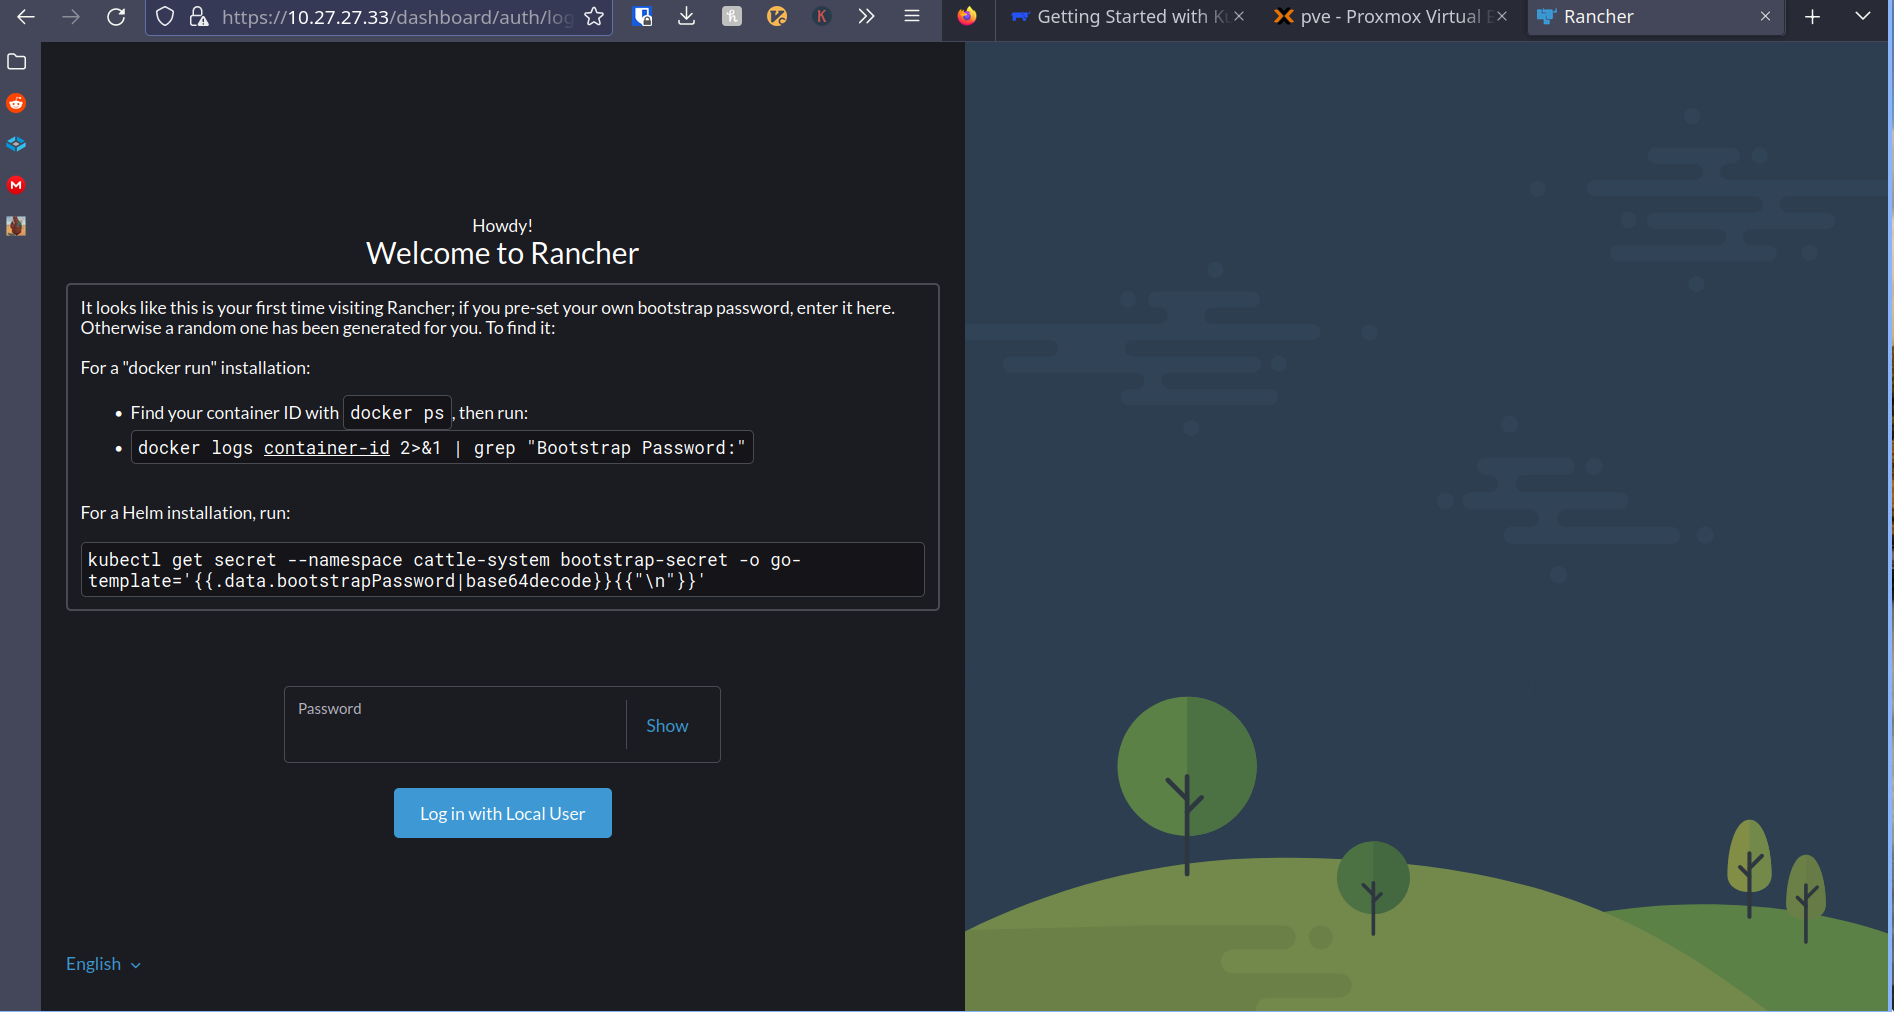 https://10.27.27.33/dashboard/auth/log
Getting Started with Ku
pve - Proxmox Virtual E
Rancher
Howdy!
Welcome to Rancher
It looks like this is your first time visiting Rancher; if you pre-set your own bootstrap password, enter it here.
Otherwise a random one has been generated for you. To find it:
For a "docker run" installation:
• Find your container ID with docker ps, then run:
• docker logs container-id 2>&1 | grep "Bootstrap Password:"
For a Helm installation, run:
kubectl get secret --namespace cattle-system bootstrap-secret -o go-
template='{{.data.bootstrapPassword|base64decode}}{{"\n"}}'
Password
Show
Log in with Local User
English